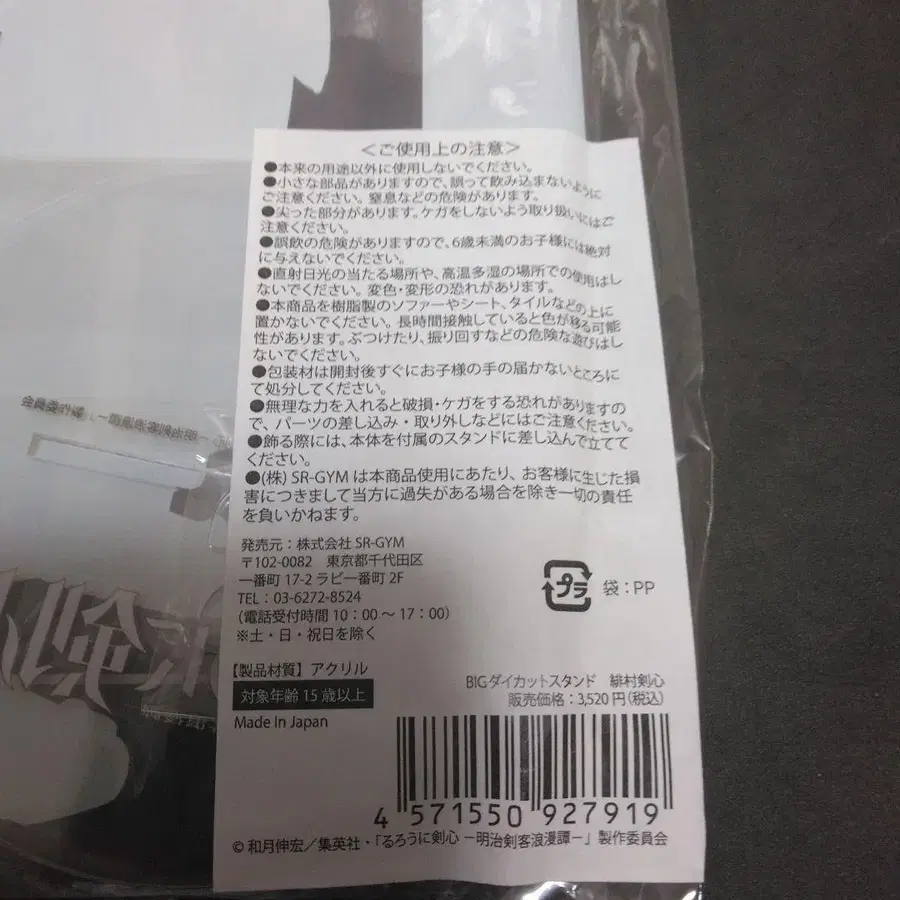 ＜ご使用上の注意＞
●本来の用途以外に使用しないでください。
●小さな部品がありますので、誤って飲み込まないように
ご注意ください。窒息などの危険があります。
●尖った部分があります。ケガをしないよう取り扱いにはご
注意ください。
●誤飲の危険がありますので、6歳未満のお子様には絶対
に与えないでください。
●直射日光の当たる場所や、高温多湿の場所での使用はし
ないでください。変色・変形の恐れがあります。
●本商品を樹脂製のソファーやシート、タイルなどの上に
置かないでください。長時間接触していると色が移る可能
性があります。ぶつけたり、振り回すなどの危険な遊びはし
ないでください。
●包装材は開封後すぐにお子様の手の届かないところに
て処分してください。
●無理な力を入れると破損・ケガをする恐れがありますの
で、パーツの差し込み・取り外しなどにはご注意ください。
●飾る際には、本体を付属のスタンドに差し込んで立てて
ください。
●(株)SR-GYMは本商品使用にあたり、お客様に生じた損
害につきまして当方に過失がある場合を除き一切の責任
を負いかねます。
発売元：株式会社SR-GYM
〒102-0082 東京都千代田区
一番町17-2 ラビ一番町2F
TEL：03-6272-8524
(電話受付時間 10：00～17：00)
※土・日・祝日を除く
プラ 袋：PP
【製品材質】アクリル
対象年齢15歳以上
Made In Japan
BIGダイカットスタンド 緋村剣心
販売価格：3,520円(税込)
4 571550 927919
© 和月伸宏／集英社・「るろうに剣心 －明治剣客浪漫譚－」製作委員会